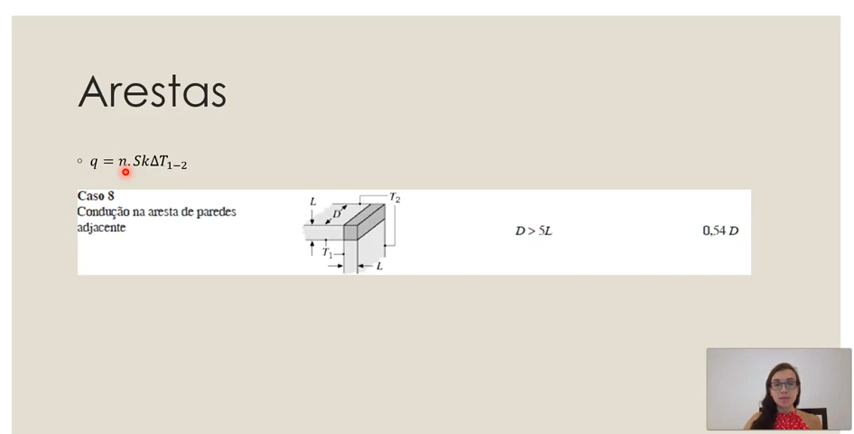 Arestas
○ q = n.SkΔT₁₋₂
Caso 8
Condução na aresta de paredes
adjacente
L
D
T₂
T₁
L
D > 5L
0,54 D